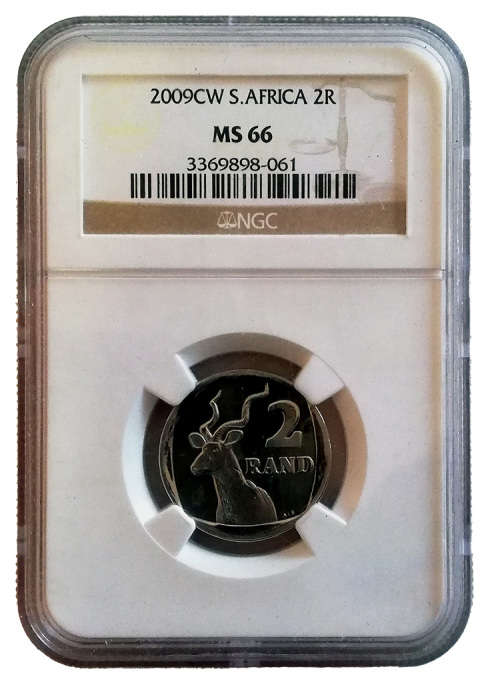 2009CW S.AFRICA 2R
MS 66
3369898-061
NGC
2
RAND